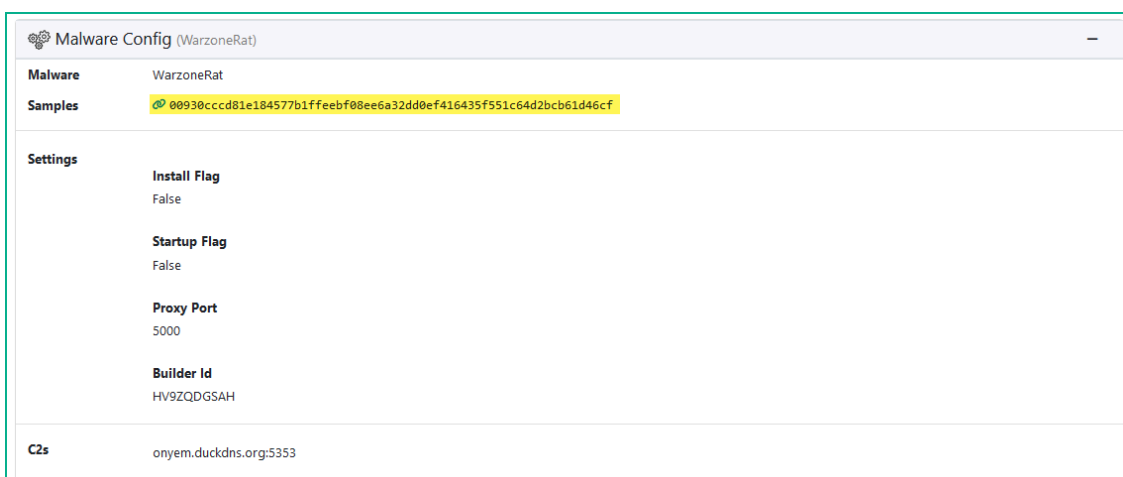 Malware Config (WarzoneRat)
Malware WarzoneRat
Samples 00930cccd81e184577b1ffeebf08ee6a32dd0ef416435f551c64d2bcb61d46cf
Settings
Install Flag
False
Startup Flag
False
Proxy Port
5000
Builder Id
HV9ZQDGSAH
C2s onyem.duckdns.org:5353